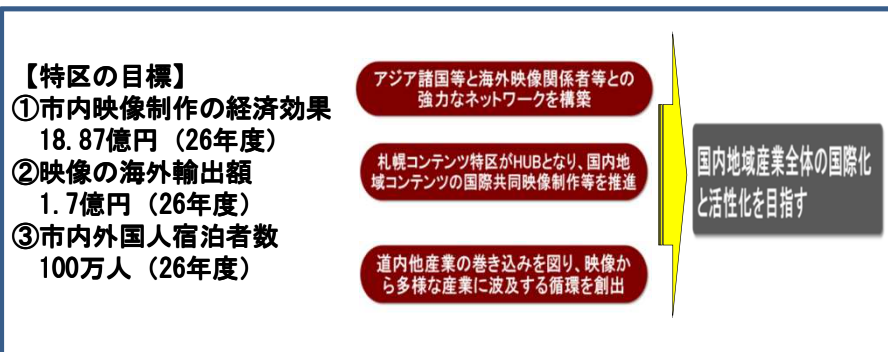 【特区の目標】
①市内映像制作の経済効果
18.87億円（26年度）
②映像の海外輸出額
1.7億円（26年度）
③市内外国人宿泊者数
100万人（26年度）
アジア諸国等と海外映像関係者等との
強力なネットワークを構築
札幌コンテンツ特区がHUBとなり、国内地
域コンテンツの国際共同映像制作等を推進
道内他産業の巻き込みを図り、映像か
ら多様な産業に波及する循環を創出
国内地域産業全体の国際化
と活性化を目指す